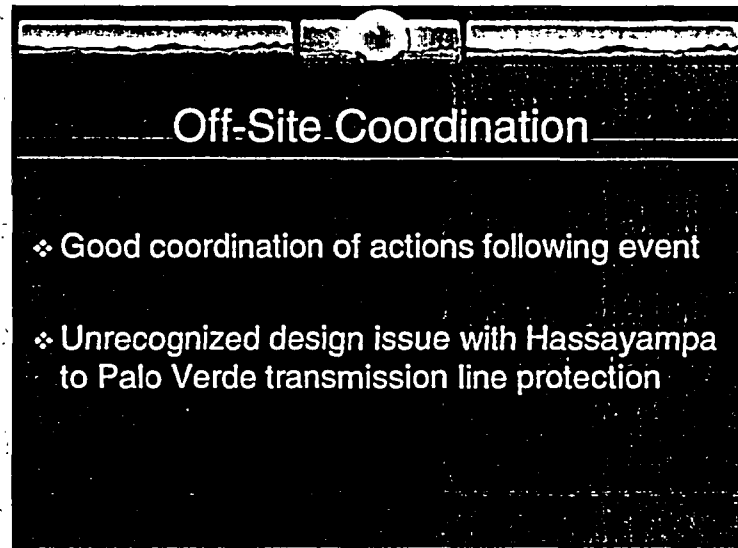 Off-Site Coordination
❖ Good coordination of actions following event
❖ Unrecognized design issue with Hassayampa
to Palo Verde transmission line protection